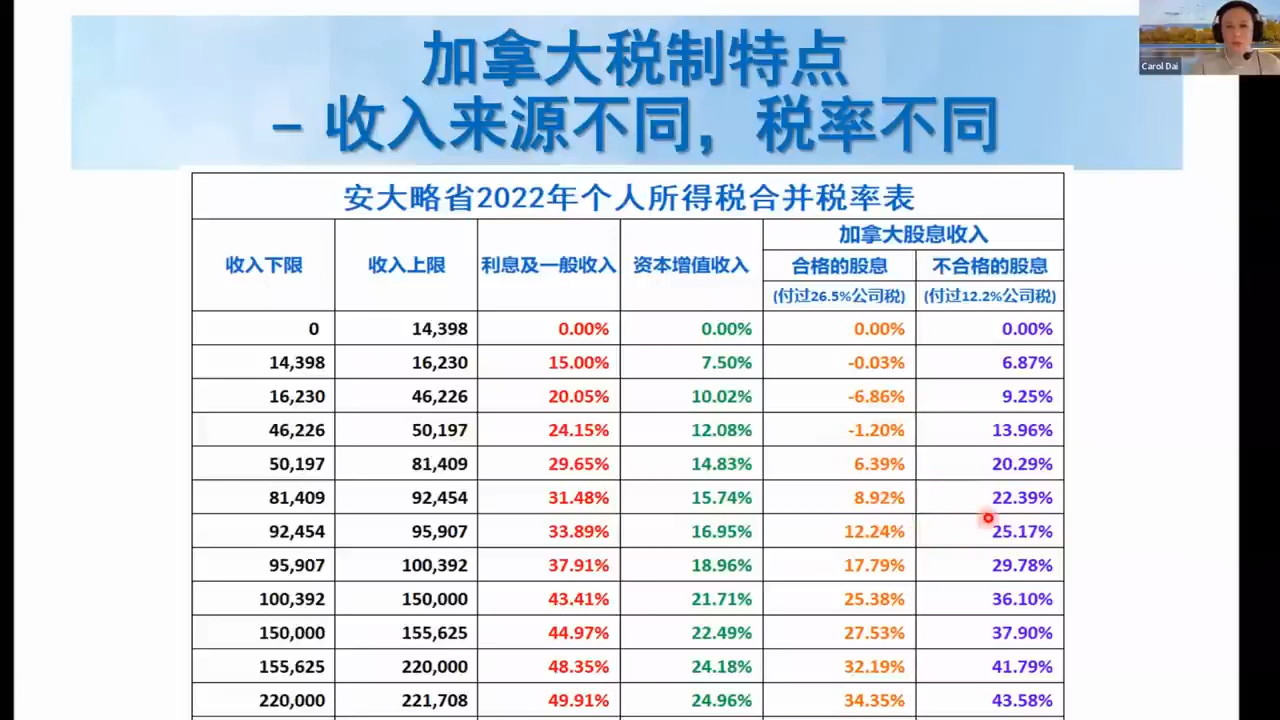 加拿大税制特点
– 收入来源不同，税率不同
Carol Dai
安大略省2022年个人所得税合并税率表
收入下限 收入上限 利息及一般收入 资本增值收入 加拿大股息收入
合格的股息 不合格的股息
(付过26.5%公司税) (付过12.2%公司税)
0 14,398 0.00% 0.00% 0.00% 0.00%
14,398 16,230 15.00% 7.50% -0.03% 6.87%
16,230 46,226 20.05% 10.02% -6.86% 9.25%
46,226 50,197 24.15% 12.08% -1.20% 13.96%
50,197 81,409 29.65% 14.83% 6.39% 20.29%
81,409 92,454 31.48% 15.74% 8.92% 22.39%
92,454 95,907 33.89% 16.95% 12.24% 25.17%
95,907 100,392 37.91% 18.96% 17.79% 29.78%
100,392 150,000 43.41% 21.71% 25.38% 36.10%
150,000 155,625 44.97% 22.49% 27.53% 37.90%
155,625 220,000 48.35% 24.18% 32.19% 41.79%
220,000 221,708 49.91% 24.96% 34.35% 43.58%